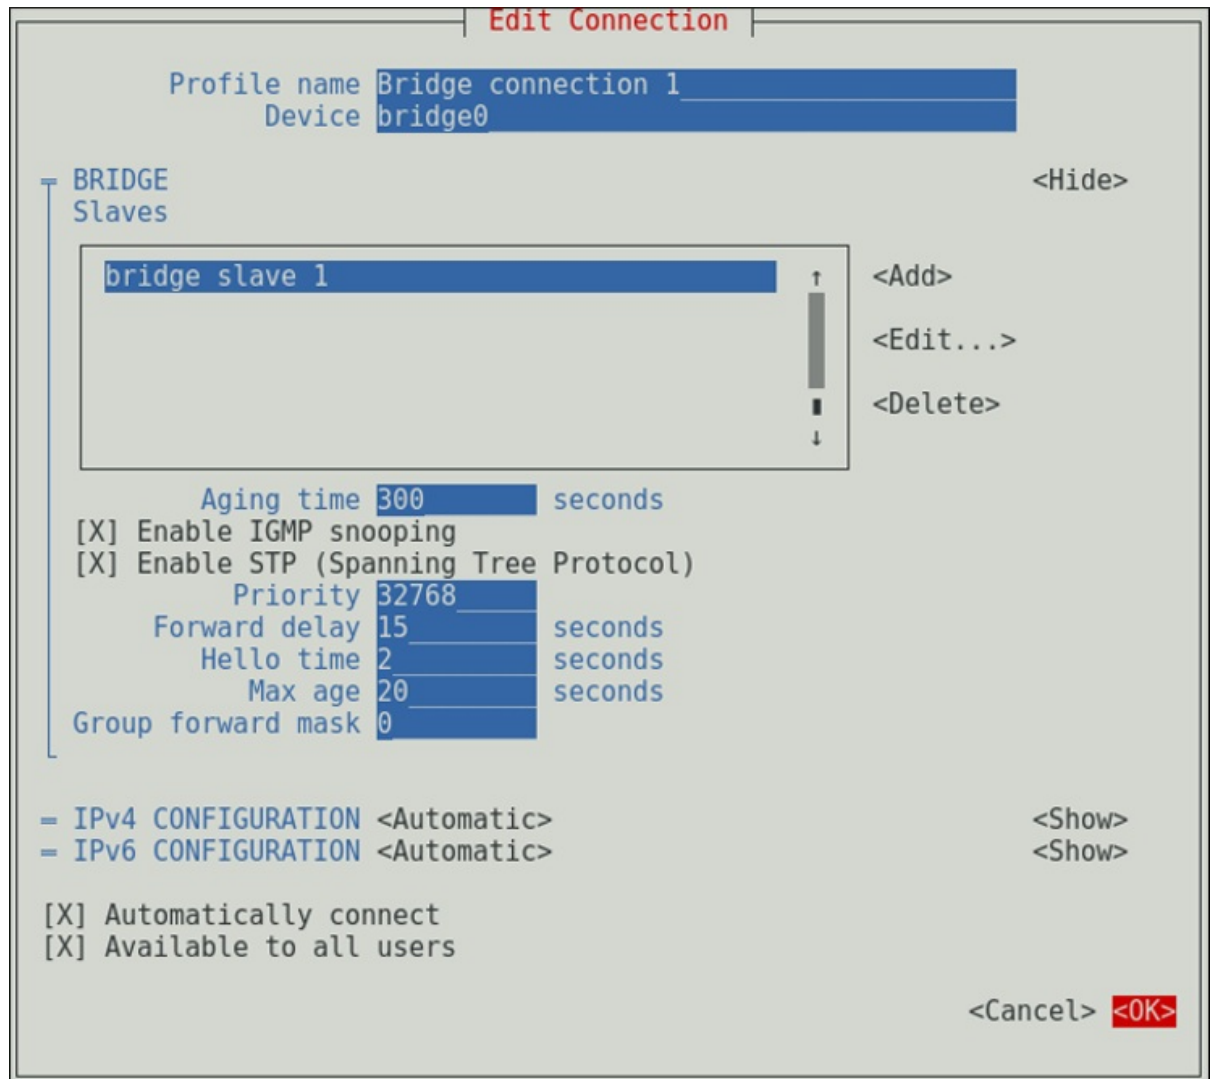 Edit Connection
Profile name Bridge connection 1
Device bridge0
BRIDGE <Hide>
Slaves
bridge slave 1 ↑ <Add>
<Edit...>
<Delete>
↓
Aging time 300 seconds
[X] Enable IGMP snooping
[X] Enable STP (Spanning Tree Protocol)
Priority 32768
Forward delay 15 seconds
Hello time 2 seconds
Max age 20 seconds
Group forward mask 0
IPv4 CONFIGURATION <Automatic> <Show>
IPv6 CONFIGURATION <Automatic> <Show>
[X] Automatically connect
[X] Available to all users
<Cancel> <OK>